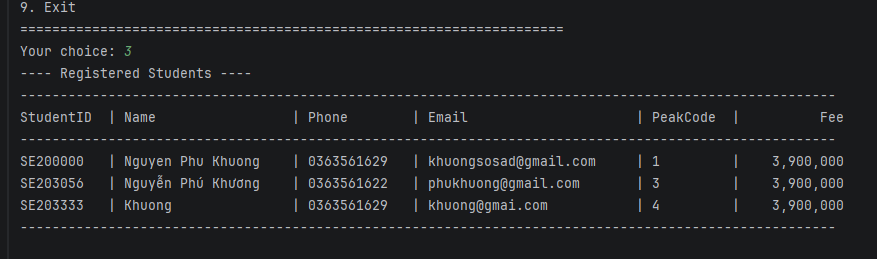 9. Exit
====================================================================
Your choice: 3
---- Registered Students ----
------------------------------------------------------------------------------------------------------
StudentID  | Name                 | Phone        | Email                     | PeakCode  |          Fee
------------------------------------------------------------------------------------------------------
SE200000   | Nguyen Phu Khuong    | 0363561629   | khuongsosad@gmail.com     | 1         |    3,900,000
SE203056   | Nguyễn Phú Khương    | 0363561622   | phukhuong@gmail.com       | 3         |    3,900,000
SE203333   | Khuong               | 0363561629   | khuong@gmai.com           | 4         |    3,900,000
------------------------------------------------------------------------------------------------------